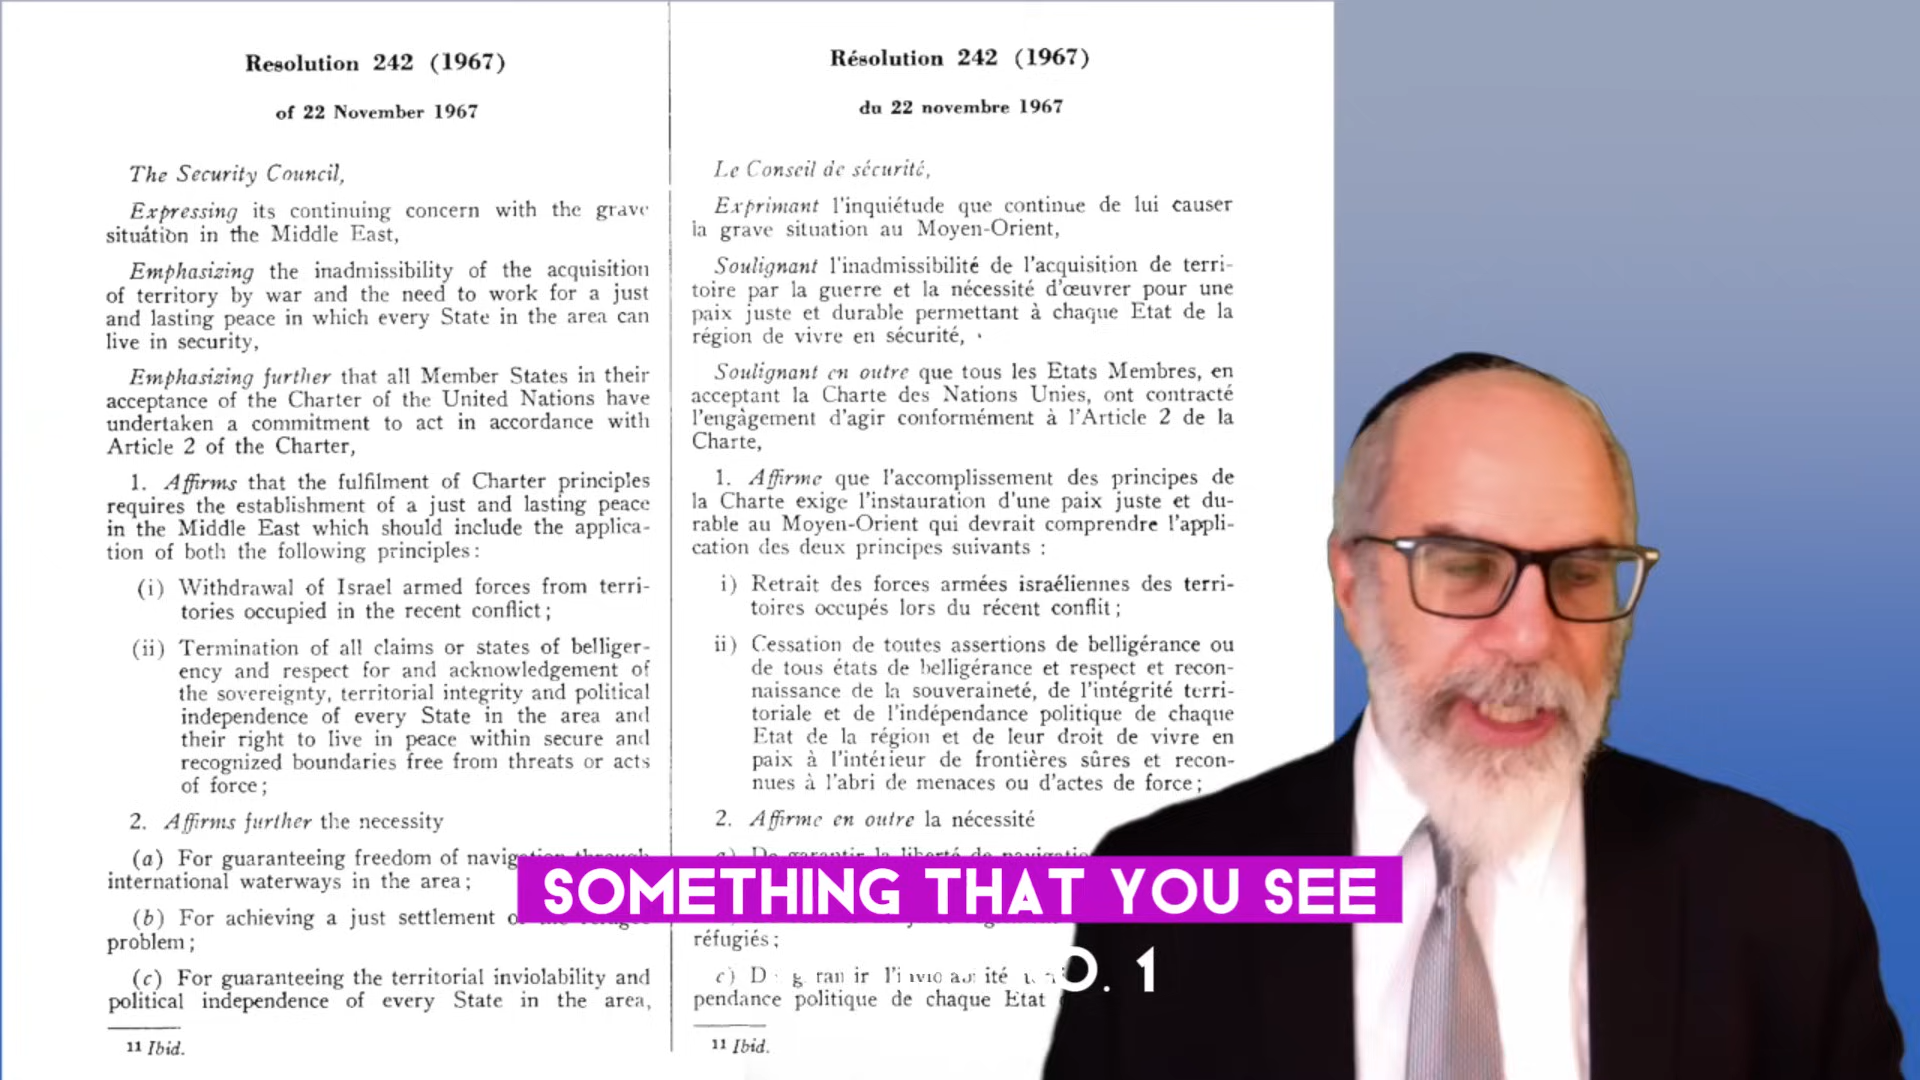 Resolution 242 (1967)
of 22 November 1967
The Security Council,
Expressing its continuing concern with the grave
situation in the Middle East,
Emphasizing the inadmissibility of the acquisition
of territory by war and the need to work for a just
and lasting peace in which every State in the area can
live in security,
Emphasizing further that all Member States in their
acceptance of the Charter of the United Nations have
undertaken a commitment to act in accordance with
Article 2 of the Charter,
1. Affirms that the fulfilment of Charter principles
requires the establishment of a just and lasting peace
in the Middle East which should include the applica-
tion of both the following principles:
(i) Withdrawal of Israel armed forces from terri-
tories occupied in the recent conflict;
(ii) Termination of all claims or states of belliger-
ency and respect for and acknowledgement of
the sovereignty, territorial integrity and political
independence of every State in the area and
their right to live in peace within secure and
recognized boundaries free from threats or acts
of force;
2. Affirms further the necessity
(a) For guaranteeing freedom of navigation through
international waterways in the area;
(b) For achieving a just settlement of the refugee
problem;
(c) For guaranteeing the territorial inviolability and
political independence of every State in the area,
11 Ibid.
Résolution 242 (1967)
du 22 novembre 1967
Le Conseil de sécurité,
Exprimant l'inquiétude que continue de lui causer
la grave situation au Moyen-Orient,
Soulignant l'inadmissibilité de l'acquisition de terri-
toire par la guerre et la nécessité d'œuvrer pour une
paix juste et durable permettant à chaque Etat de la
région de vivre en sécurité,
Soulignant en outre que tous les Etats Membres, en
acceptant la Charte des Nations Unies, ont contracté
l'engagement d'agir conformément à l'Article 2 de la
Charte,
1. Affirme que l'accomplissement des principes de
la Charte exige l'instauration d'une paix juste et du-
rable au Moyen-Orient qui devrait comprendre l'appli-
cation des deux principes suivants :
i) Retrait des forces armées israéliennes des terri-
toires occupés lors du récent conflit;
ii) Cessation de toutes assertions de belligérance ou
de tous états de belligérance et respect et recon-
naissance de la souveraineté, de l'intégrité terri-
toriale et de l'indépendance politique de chaque
Etat de la région et de leur droit de vivre en
paix à l'intérieur de frontières sûres et recon-
nues à l'abri de menaces ou d'actes de force;
2. Affirme en outre la nécessité
a) De garantir la liberté de navigation
réfugiés;
c) De
pendance politique de chaque Etat
11 Ibid.
SOMETHING THAT YOU SEE
1